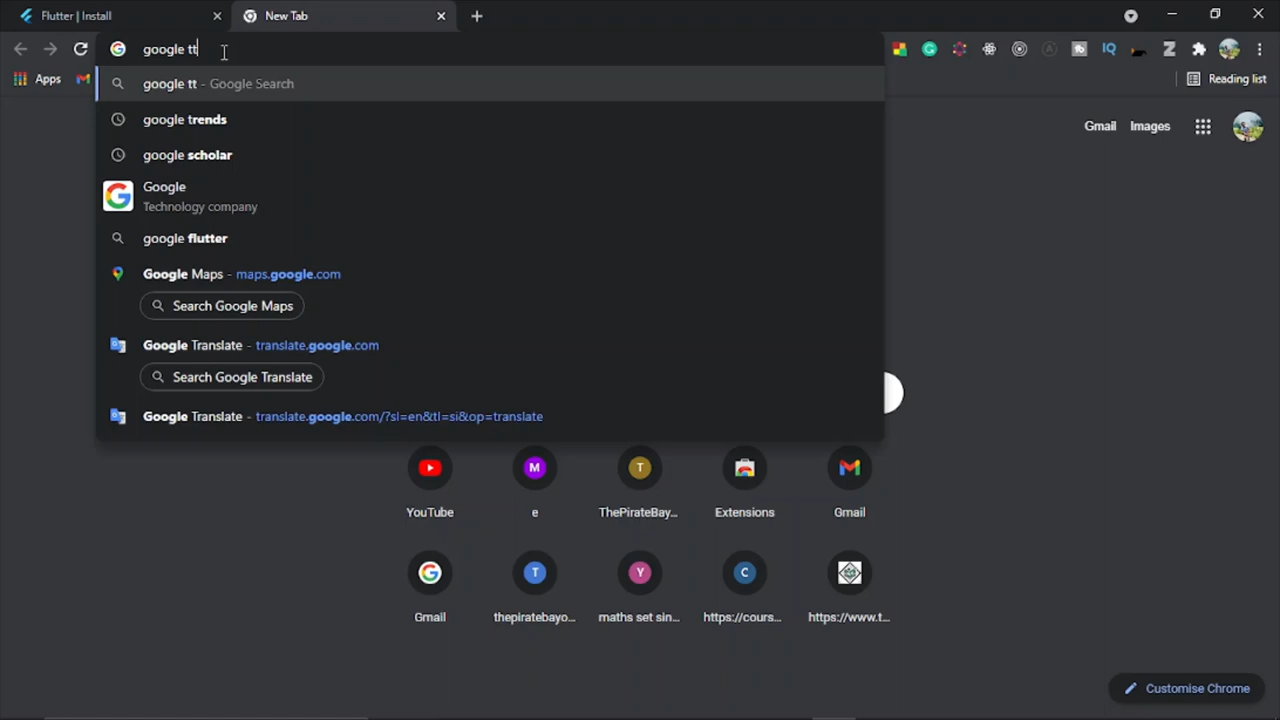 Flutter | Install
New Tab
google tt
Apps
Reading list
google tt - Google Search
google trends
google scholar
Google
Technology company
google flutter
Google Maps - maps.google.com
Search Google Maps
Google Translate - translate.google.com
Search Google Translate
Google Translate - translate.google.com/?sl=en&tl=si&op=translate
Gmail
Images
M
T
YouTube
e
ThePirateBay...
Extensions
Gmail
T
Y
C
Gmail
thepiratebayo...
maths set sin...
https://cours...
https://www.t...
Customise Chrome
IQ
Z